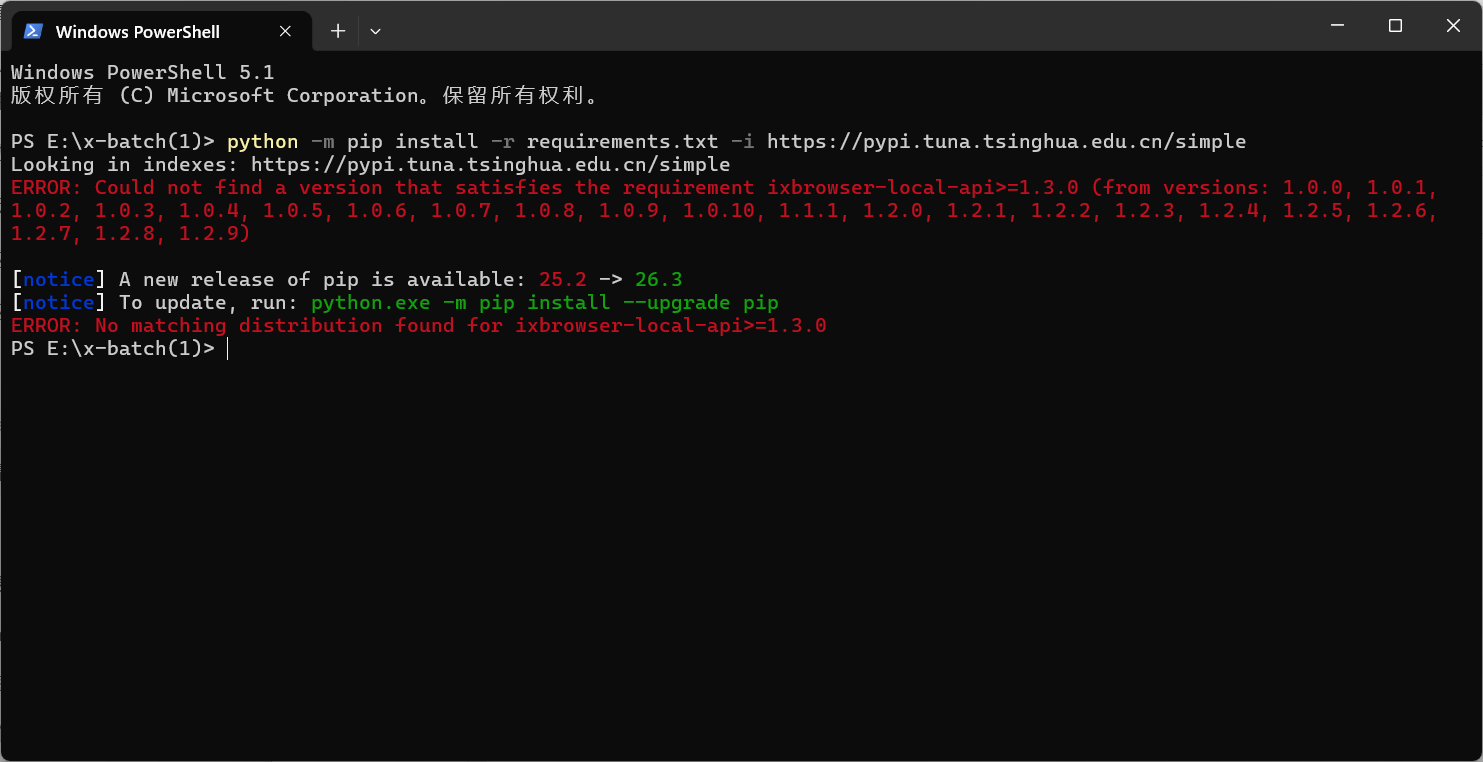 Windows PowerShell
Windows PowerShell 5.1
版权所有 (C) Microsoft Corporation。保留所有权利。
PS E:\x-batch(1)> python -m pip install -r requirements.txt -i https://pypi.tuna.tsinghua.edu.cn/simple
Looking in indexes: https://pypi.tuna.tsinghua.edu.cn/simple
ERROR: Could not find a version that satisfies the requirement ixbrowser-local-api>=1.3.0 (from versions: 1.0.0, 1.0.1,
1.0.2, 1.0.3, 1.0.4, 1.0.5, 1.0.6, 1.0.7, 1.0.8, 1.0.9, 1.0.10, 1.1.1, 1.2.0, 1.2.1, 1.2.2, 1.2.3, 1.2.4, 1.2.5, 1.2.6,
1.2.7, 1.2.8, 1.2.9)
[notice] A new release of pip is available: 25.2 -> 26.3
[notice] To update, run: python.exe -m pip install --upgrade pip
ERROR: No matching distribution found for ixbrowser-local-api>=1.3.0
PS E:\x-batch(1)>